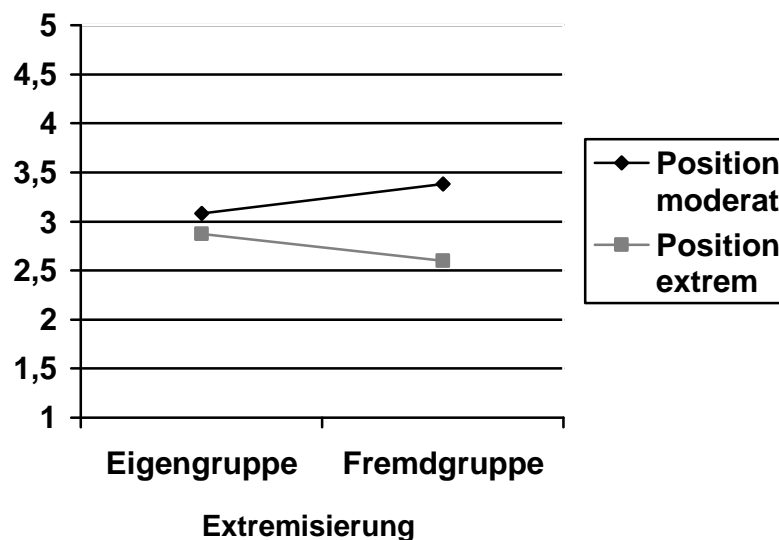 5
4,5
4
3,5
3
2,5
2
1,5
1
Eigengruppe
Fremdgruppe
Extremisierung
Position
moderat
Position
extrem